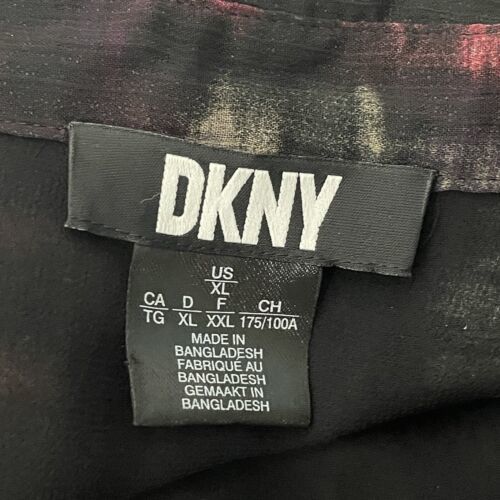 DKNY
US
XL
CA D F CH
TG XL XXL 175/100A
MADE IN
BANGLADESH
FABRIQUÉ AU
BANGLADESH
GEMAAKT IN
BANGLADESH